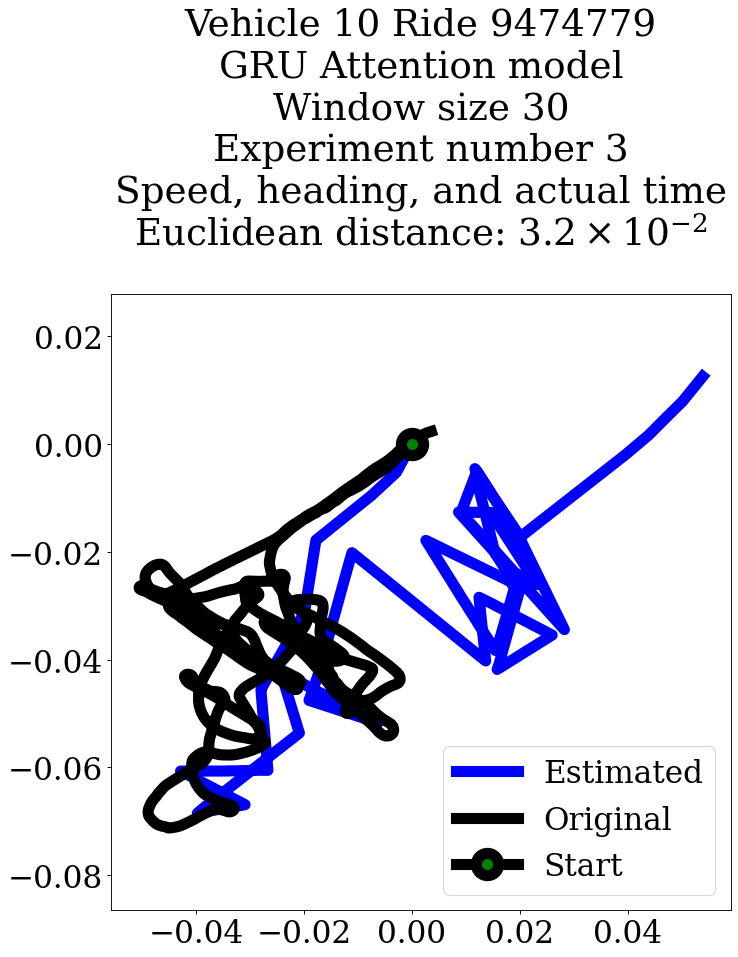 Vehicle 10 Ride 9474779
GRU Attention model
Window size 30
Experiment number 3
Speed, heading, and actual time
Euclidean distance: 3.2 × 10⁻²
0.02
0.00
−0.02
−0.04
−0.06
−0.08
Estimated
Original
Start
−0.04 −0.02 0.00 0.02 0.04